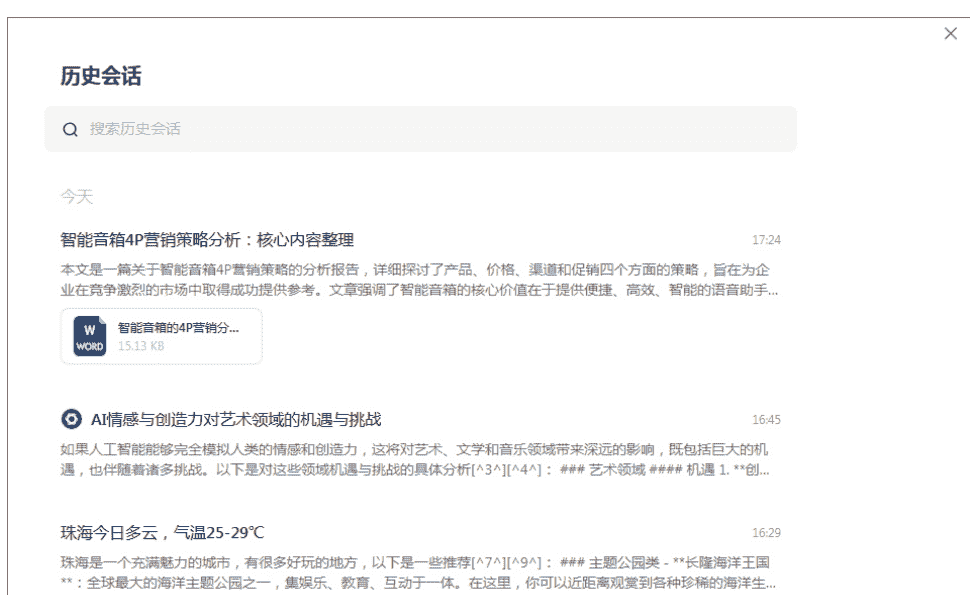 历史会话
搜索历史会话
今天
智能音箱4P营销策略分析：核心内容整理
17:24
本文是一篇关于智能音箱4P营销策略的分析报告，详细探讨了产品、价格、渠道和促销四个方面的策略，旨在为企
业在竞争激烈的市场中取得成功提供参考。文章强调了智能音箱的核心价值在于提供便捷、高效、智能的语音助手...
W
WORD
智能音箱的4P营销分...
15.13 KB
AI情感与创造力对艺术领域的机遇与挑战
16:45
如果人工智能能够完全模拟人类的情感和创造力，这将对艺术、文学和音乐领域带来深远的影响，既包括巨大的机
遇，也伴随着诸多挑战。以下是对这些领域机遇与挑战的具体分析[^3^][^4^]： ### 艺术领域 #### 机遇 1. **创...
珠海今日多云，气温25-29℃
16:29
珠海是一个充满魅力的城市，有很多好玩的地方，以下是一些推荐[^7^][^9^]： ### 主题公园类 - **长隆海洋王国
**：全球最大的海洋主题公园之一，集娱乐、教育、互动于一体。在这里，你可以近距离观赏到各种珍稀的海洋生...